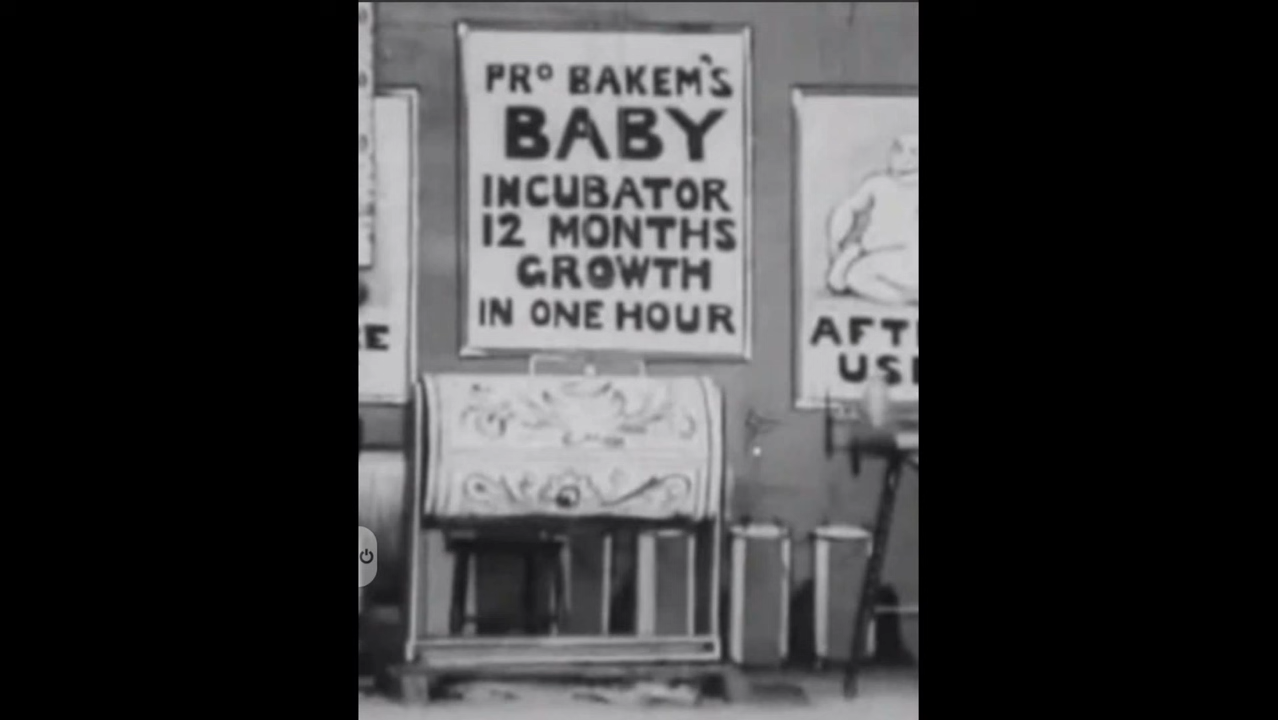 PRº BAKEM'S
BABY
INCUBATOR
12 MONTHS
GROWTH
IN ONE HOUR